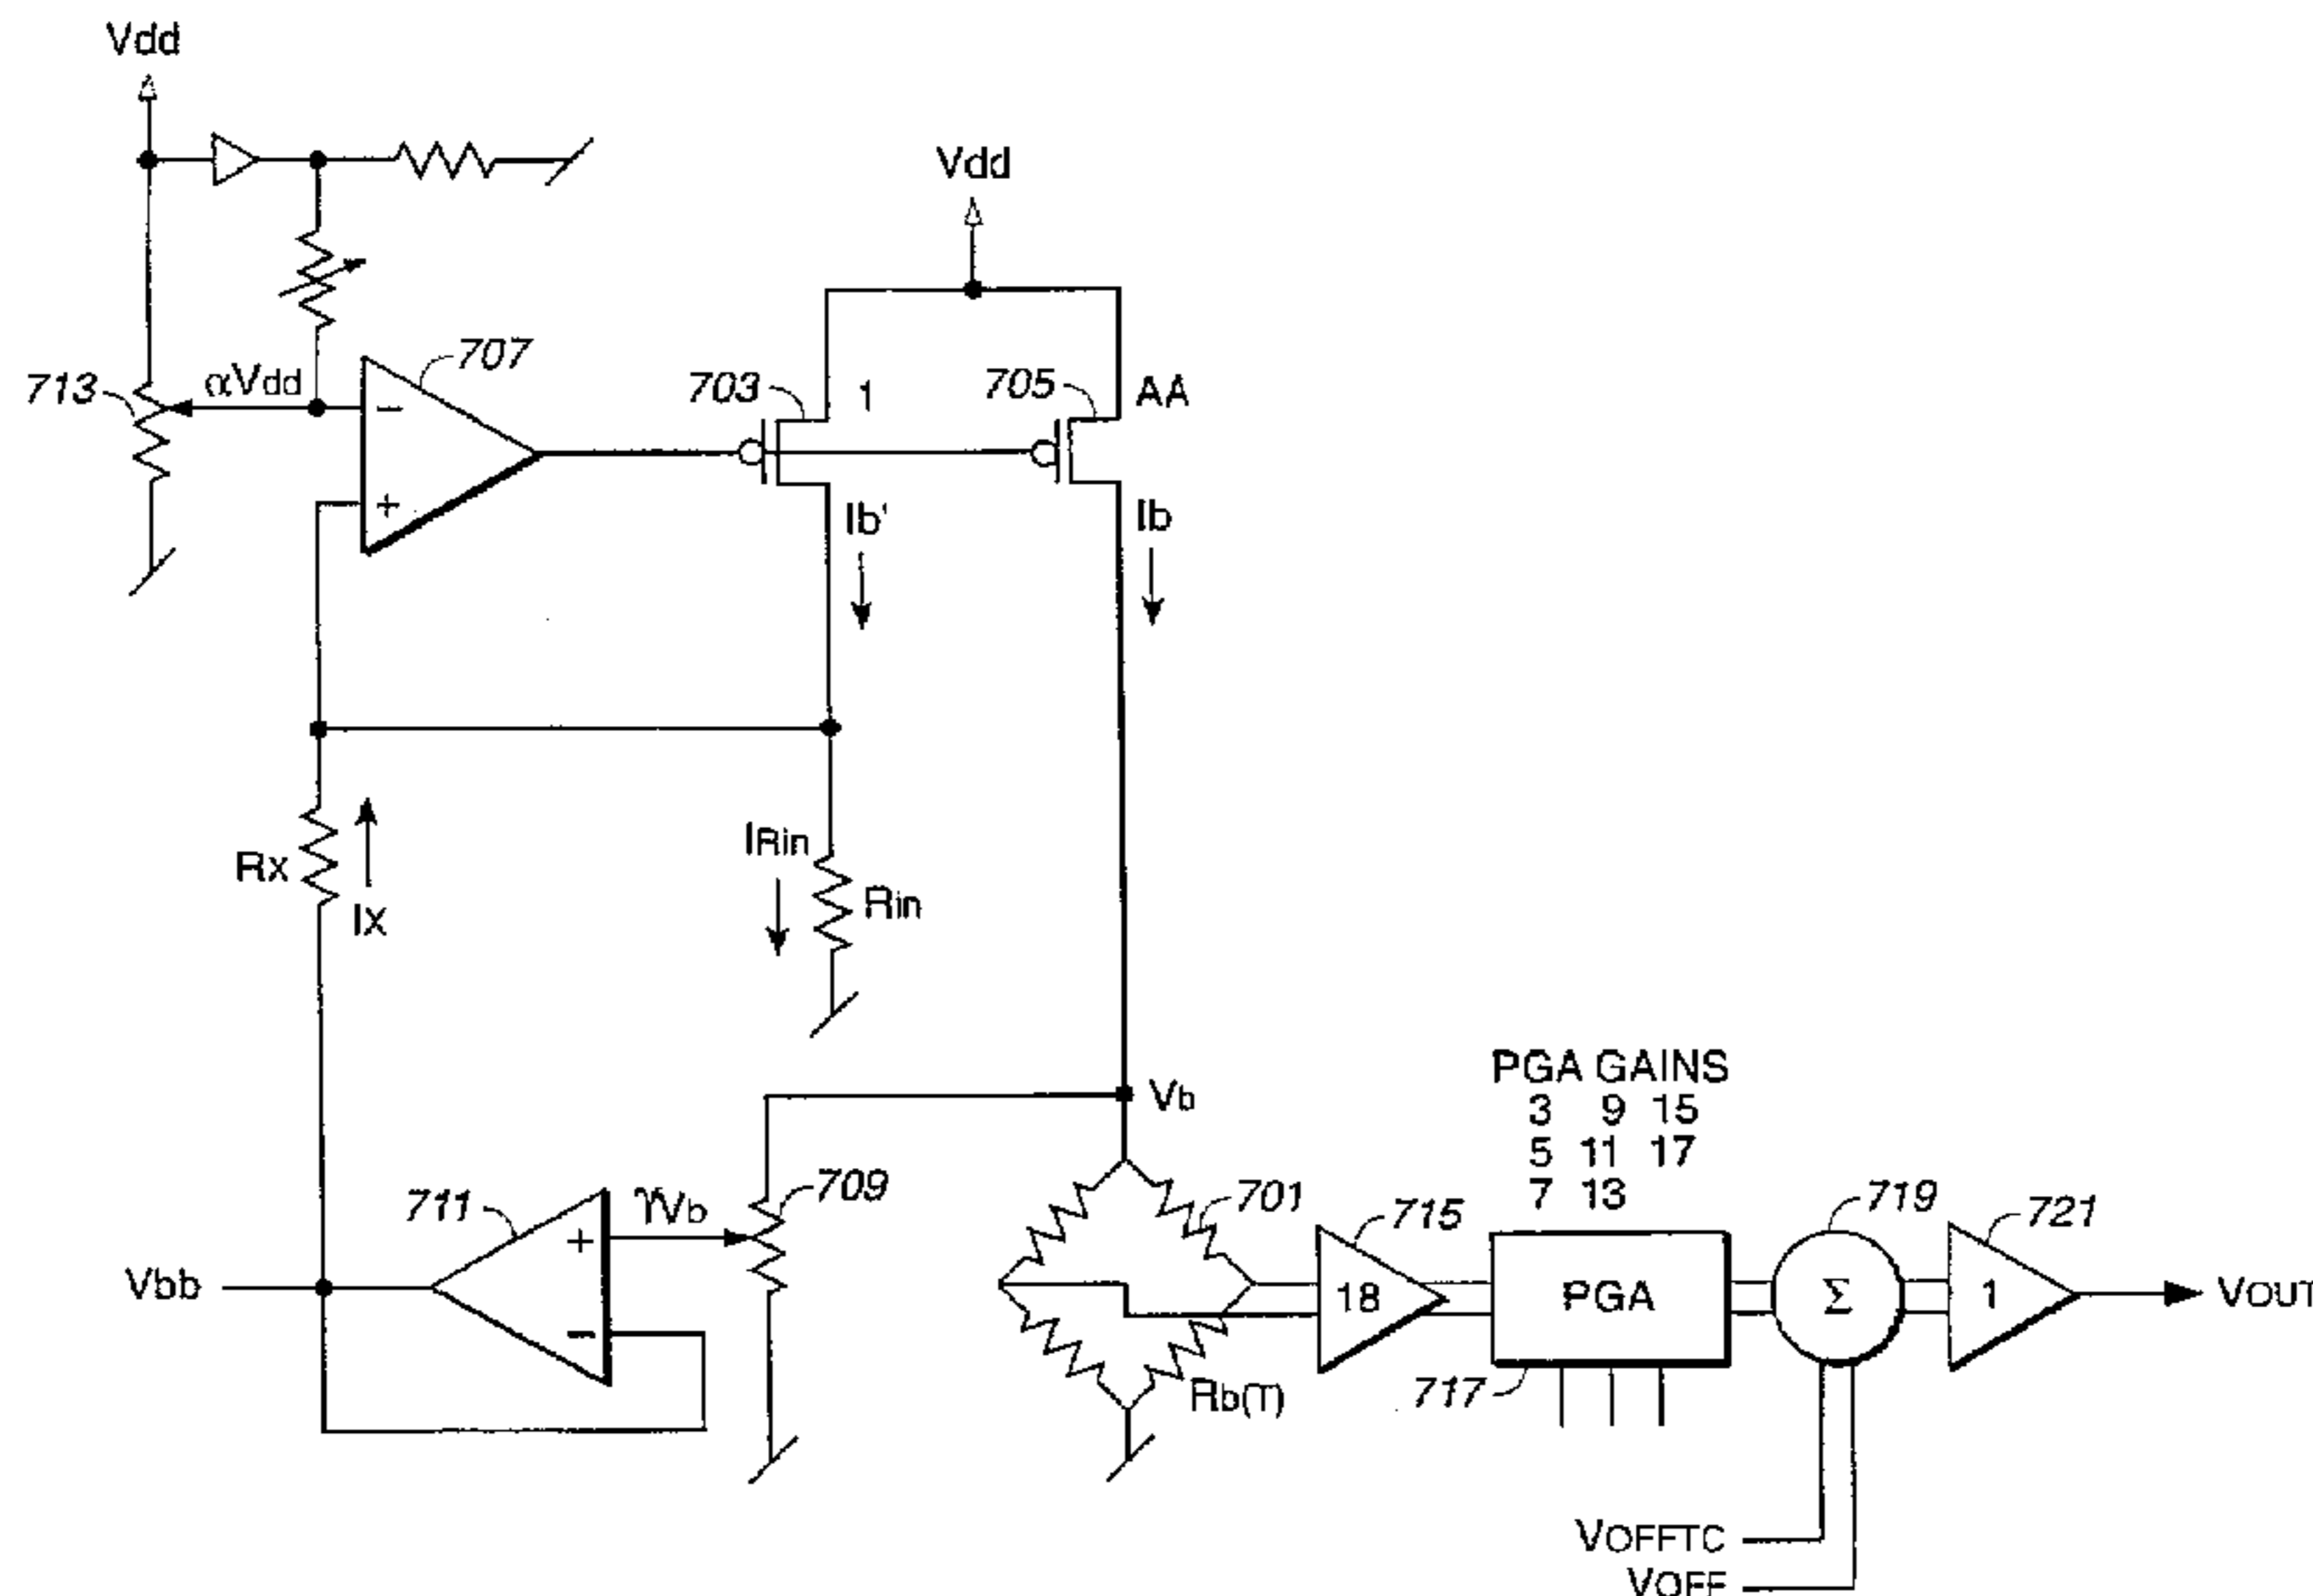 Vdd
Vdd
713
αVdd
707
703
1
705
AA
−
+
Ib'
Ib
Rx
Ix
IRin
Rin
Vb
PGA GAINS
3 9 15
5 11 17
7 13
711
γVb
709
701
715
719
721
+
−
Vbb
18
PGA
Σ
1
VOUT
Rb(T)
717
VOFFTC
VOFF